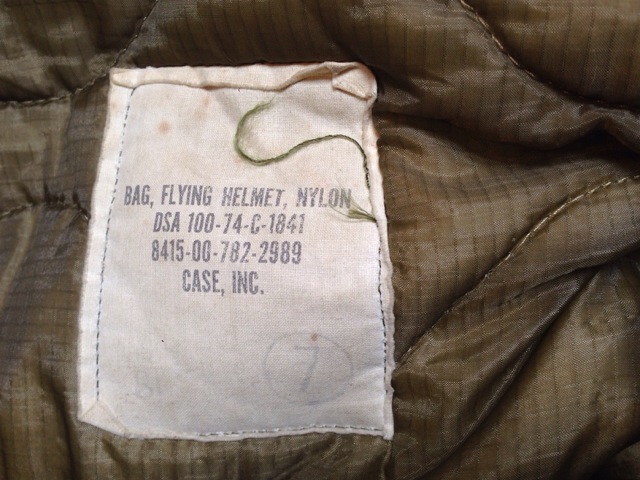 BAG, FLYING HELMET, NYLON
DSA 100-74-C-1841
8415-00-782-2989
CASE, INC.
7